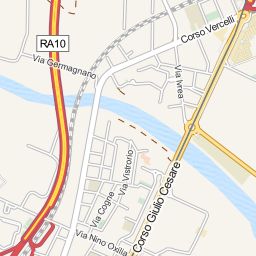 Corso Vercelli
RA10
Via Germagnano
Via Ivrea
Via Vistrorio
Corso Giulio Cesare
Via Cogne
Via Nino Oxilia